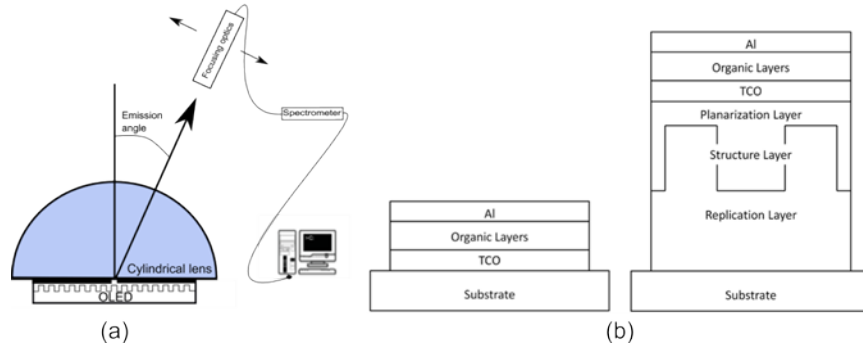 Focusing optics
Emission
angle
Spectrometer
Cylindrical lens
OLED
(a)
Al
Organic Layers
TCO
Substrate
Al
Organic Layers
TCO
Planarization Layer
Structure Layer
Replication Layer
Substrate
(b)